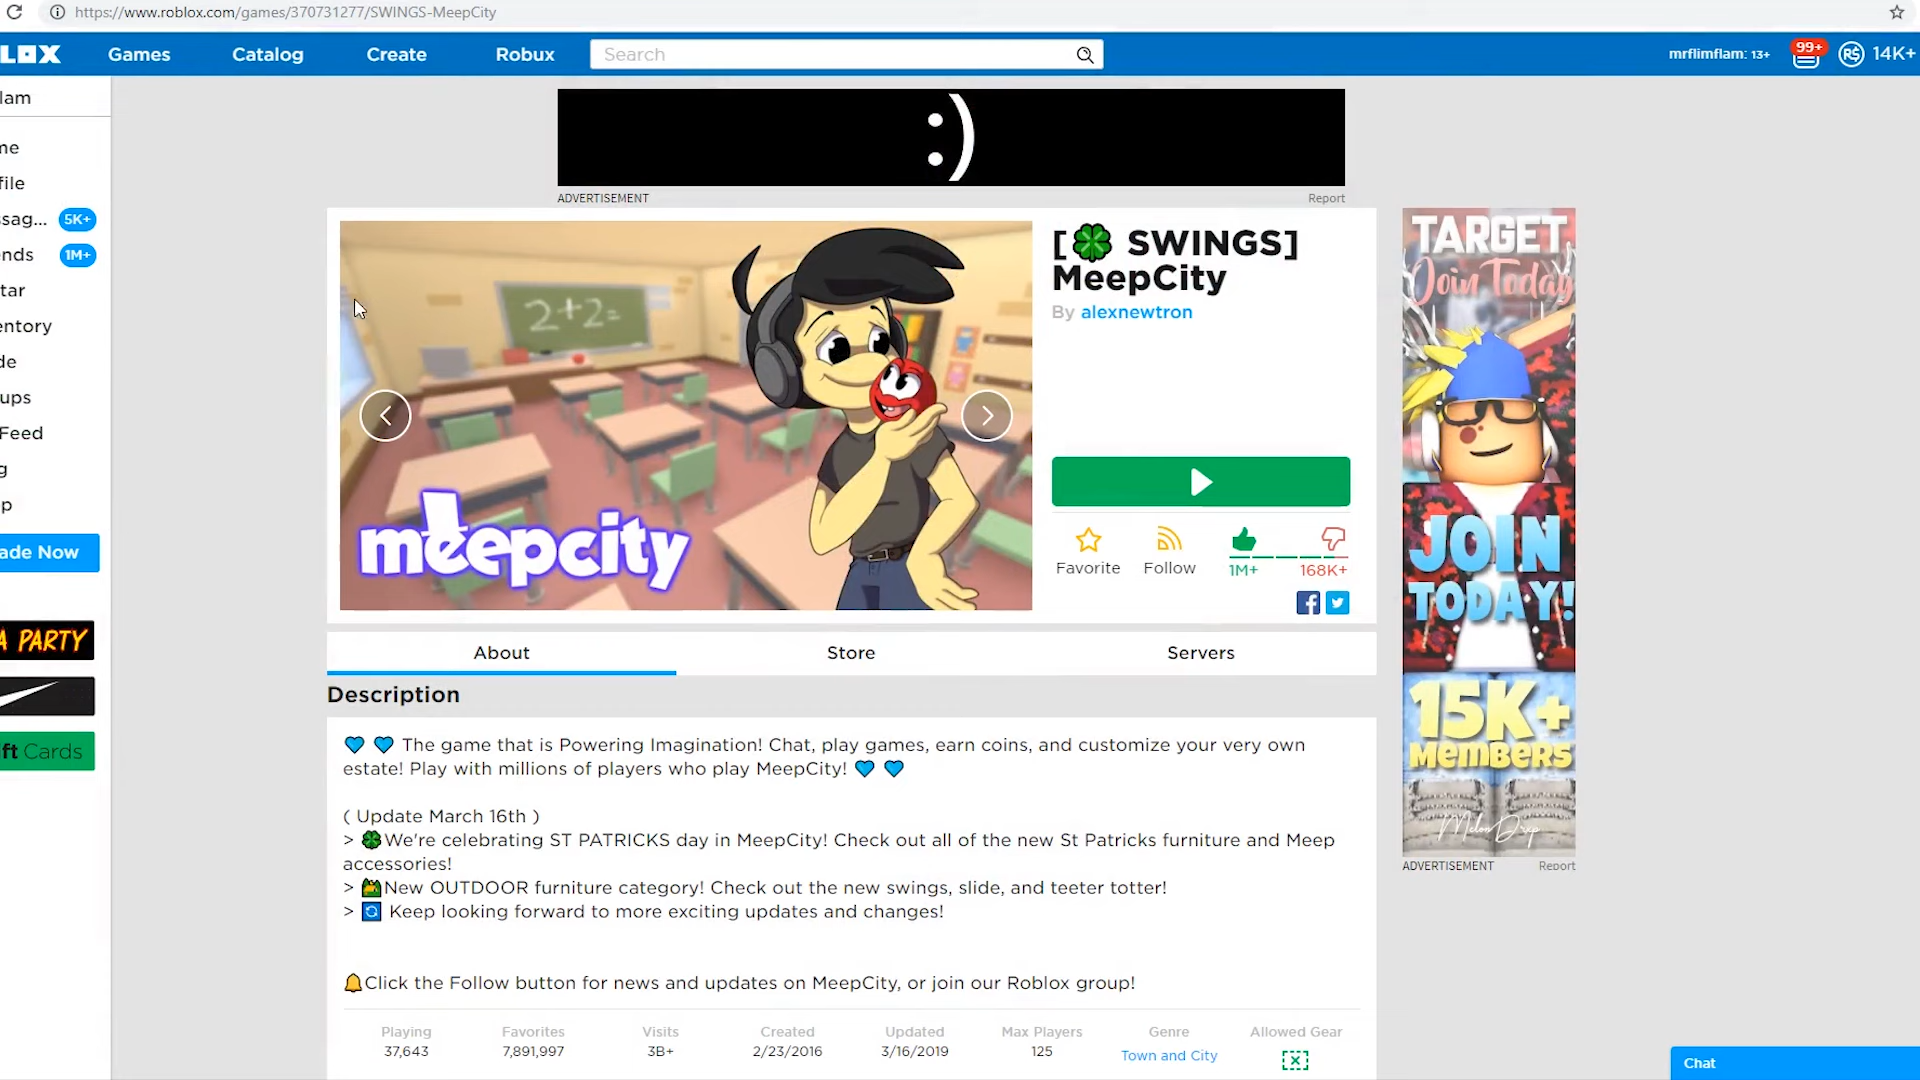 https://www.roblox.com/games/370731277/SWINGS-MeepCity
LOX
Games
Catalog
Create
Robux
Search
mrflimflam: 13+
99+
R$
14K+
lam
me
file
ssag...
5K+
ends
1M+
tar
entory
de
ups
Feed
g
p
ade Now
A PARTY
ft Cards
:)
ADVERTISEMENT
Report
2+2=
meepcity
[🍀 SWINGS]
MeepCity
By alexnewtron
Favorite
Follow
1M+
168K+
About
Store
Servers
Description
💙 💙 The game that is Powering Imagination! Chat, play games, earn coins, and customize your very own
estate! Play with millions of players who play MeepCity! 💙 💙
( Update March 16th )
> 🍀We're celebrating ST PATRICKS day in MeepCity! Check out all of the new St Patricks furniture and Meep
accessories!
> 🏕New OUTDOOR furniture category! Check out the new swings, slide, and teeter totter!
> 🔄 Keep looking forward to more exciting updates and changes!
🔔Click the Follow button for news and updates on MeepCity, or join our Roblox group!
Playing
37,643
Favorites
7,891,997
Visits
3B+
Created
2/23/2016
Updated
3/16/2019
Max Players
125
Genre
Town and City
Allowed Gear
TARGET
Join Today
JOIN
TODAY!
15K+
MEMBERS
MelonDrxp
ADVERTISEMENT
Report
Chat